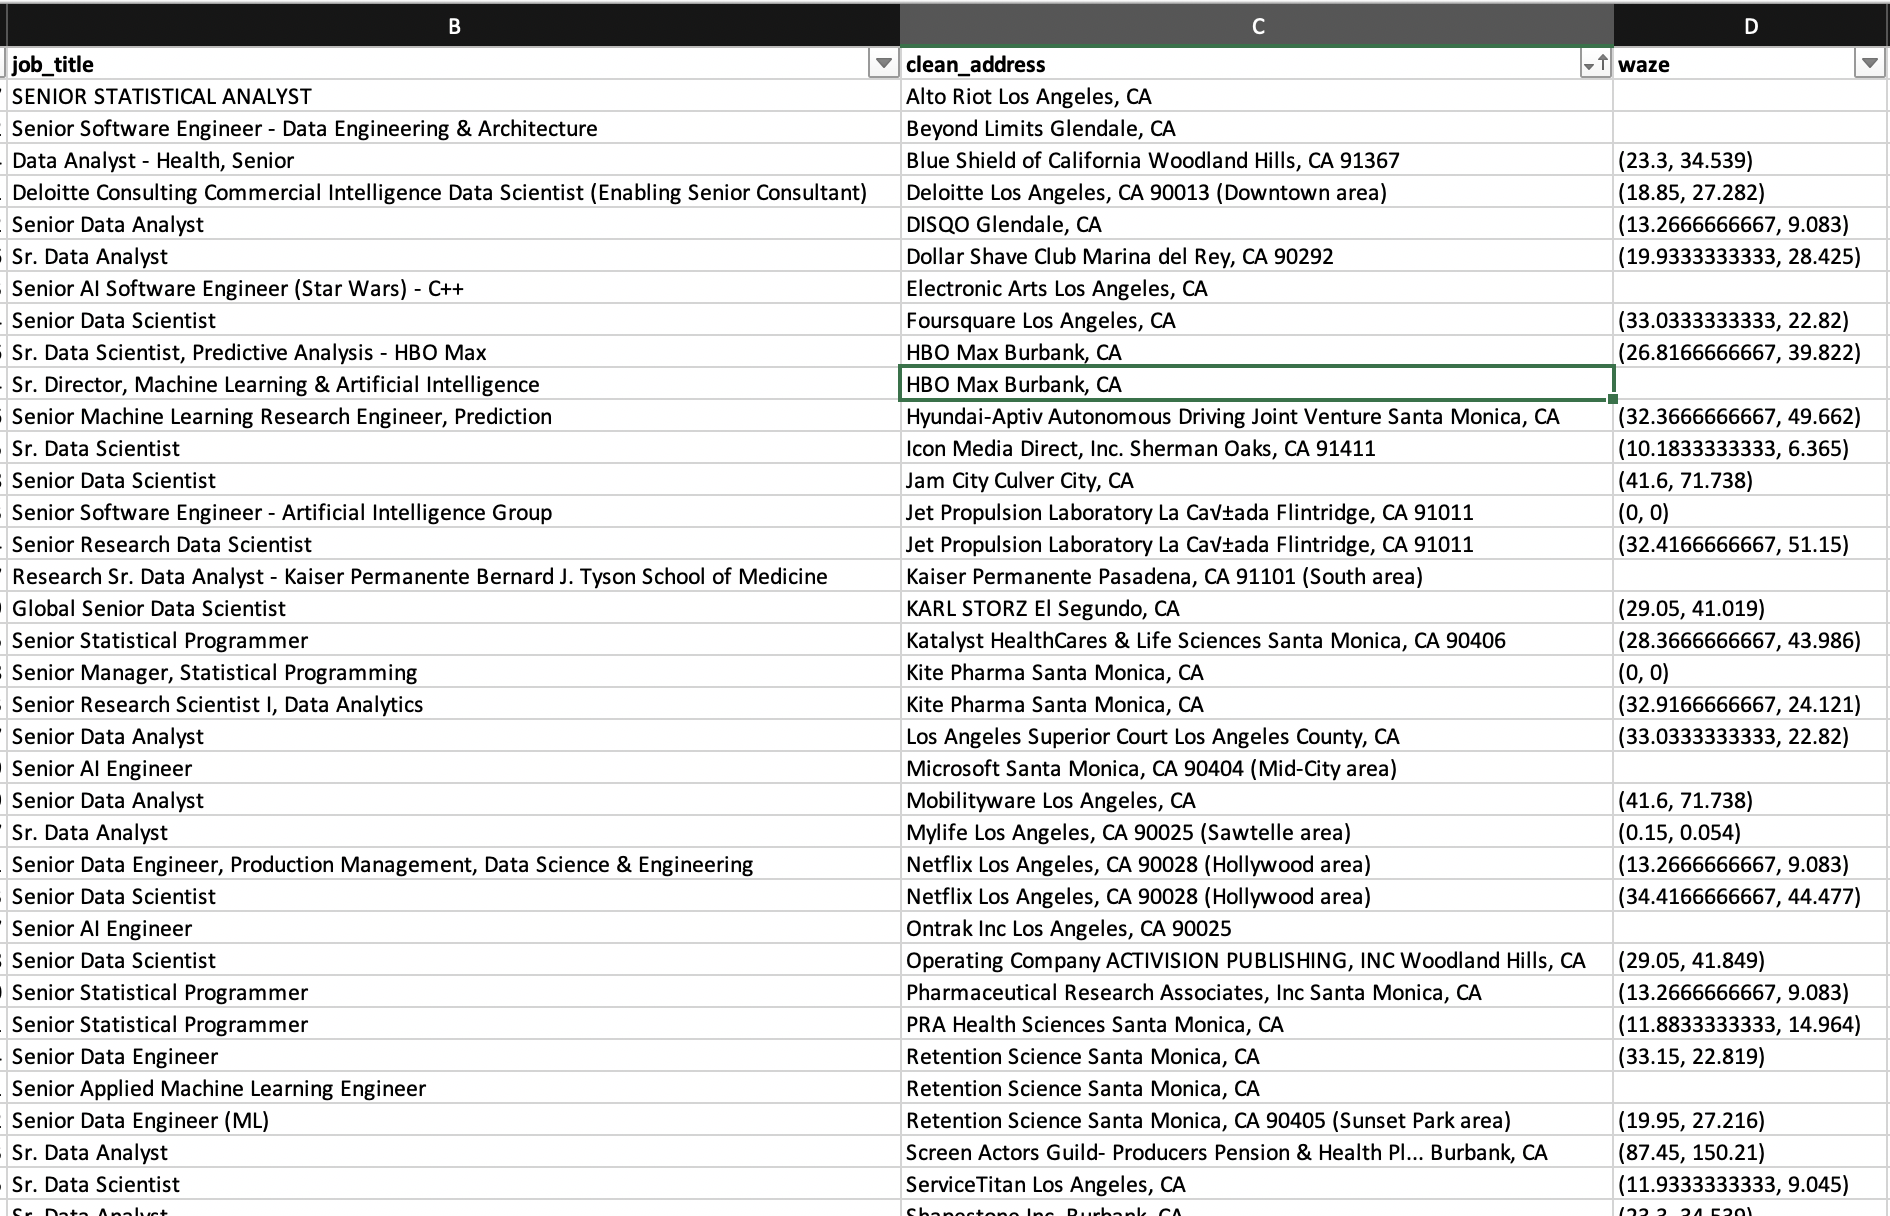 B C D
job_title clean_address waze
SENIOR STATISTICAL ANALYST Alto Riot Los Angeles, CA
Senior Software Engineer - Data Engineering & Architecture Beyond Limits Glendale, CA
Data Analyst - Health, Senior Blue Shield of California Woodland Hills, CA 91367 (23.3, 34.539)
Deloitte Consulting Commercial Intelligence Data Scientist (Enabling Senior Consultant) Deloitte Los Angeles, CA 90013 (Downtown area) (18.85, 27.282)
Senior Data Analyst DISQO Glendale, CA (13.2666666667, 9.083)
Sr. Data Analyst Dollar Shave Club Marina del Rey, CA 90292 (19.9333333333, 28.425)
Senior AI Software Engineer (Star Wars) - C++ Electronic Arts Los Angeles, CA
Senior Data Scientist Foursquare Los Angeles, CA (33.0333333333, 22.82)
Sr. Data Scientist, Predictive Analysis - HBO Max HBO Max Burbank, CA (26.8166666667, 39.822)
Sr. Director, Machine Learning & Artificial Intelligence HBO Max Burbank, CA
Senior Machine Learning Research Engineer, Prediction Hyundai-Aptiv Autonomous Driving Joint Venture Santa Monica, CA (32.3666666667, 49.662)
Sr. Data Scientist Icon Media Direct, Inc. Sherman Oaks, CA 91411 (10.1833333333, 6.365)
Senior Data Scientist Jam City Culver City, CA (41.6, 71.738)
Senior Software Engineer - Artificial Intelligence Group Jet Propulsion Laboratory La Ca√±ada Flintridge, CA 91011 (0, 0)
Senior Research Data Scientist Jet Propulsion Laboratory La Ca√±ada Flintridge, CA 91011 (32.4166666667, 51.15)
Research Sr. Data Analyst - Kaiser Permanente Bernard J. Tyson School of Medicine Kaiser Permanente Pasadena, CA 91101 (South area)
Global Senior Data Scientist KARL STORZ El Segundo, CA (29.05, 41.019)
Senior Statistical Programmer Katalyst HealthCares & Life Sciences Santa Monica, CA 90406 (28.3666666667, 43.986)
Senior Manager, Statistical Programming Kite Pharma Santa Monica, CA (0, 0)
Senior Research Scientist I, Data Analytics Kite Pharma Santa Monica, CA (32.9166666667, 24.121)
Senior Data Analyst Los Angeles Superior Court Los Angeles County, CA (33.0333333333, 22.82)
Senior AI Engineer Microsoft Santa Monica, CA 90404 (Mid-City area)
Senior Data Analyst Mobilityware Los Angeles, CA (41.6, 71.738)
Sr. Data Analyst Mylife Los Angeles, CA 90025 (Sawtelle area) (0.15, 0.054)
Senior Data Engineer, Production Management, Data Science & Engineering Netflix Los Angeles, CA 90028 (Hollywood area) (13.2666666667, 9.083)
Senior Data Scientist Netflix Los Angeles, CA 90028 (Hollywood area) (34.4166666667, 44.477)
Senior AI Engineer Ontrak Inc Los Angeles, CA 90025
Senior Data Scientist Operating Company ACTIVISION PUBLISHING, INC Woodland Hills, CA (29.05, 41.849)
Senior Statistical Programmer Pharmaceutical Research Associates, Inc Santa Monica, CA (13.2666666667, 9.083)
Senior Statistical Programmer PRA Health Sciences Santa Monica, CA (11.8833333333, 14.964)
Senior Data Engineer Retention Science Santa Monica, CA (33.15, 22.819)
Senior Applied Machine Learning Engineer Retention Science Santa Monica, CA
Senior Data Engineer (ML) Retention Science Santa Monica, CA 90405 (Sunset Park area) (19.95, 27.216)
Sr. Data Analyst Screen Actors Guild- Producers Pension & Health Pl... Burbank, CA (87.45, 150.21)
Sr. Data Scientist ServiceTitan Los Angeles, CA (11.9333333333, 9.045)
Sr. Data Analyst Burbank, CA (23.3, 34.539)